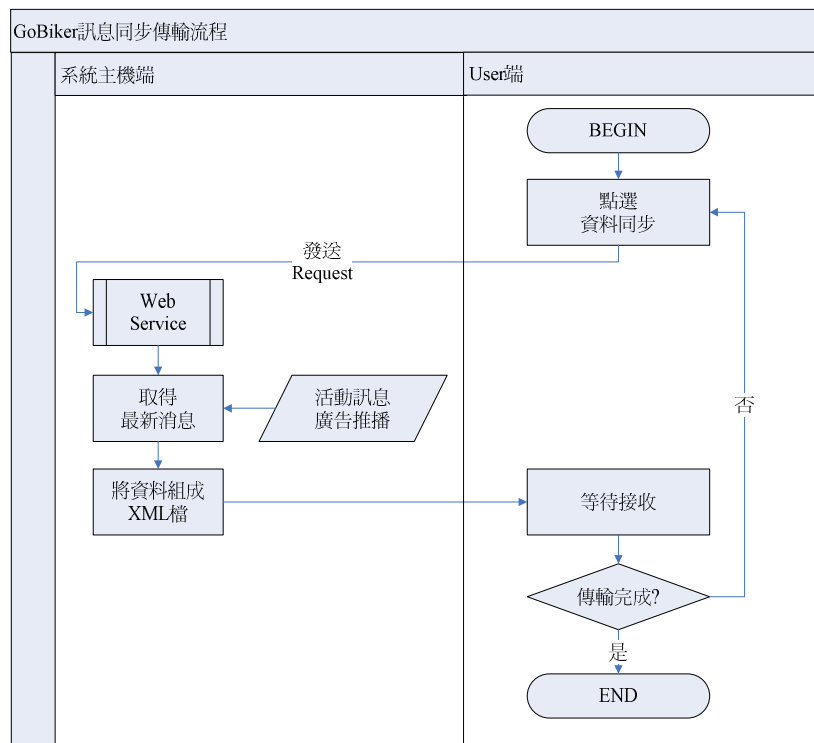 GoBiker訊息同步傳輸流程
系統主機端
User端
BEGIN
點選
資料同步
發送
Request
Web
Service
取得
最新消息
活動訊息
廣告推播
將資料組成
XML檔
等待接收
傳輸完成?
否
是
END